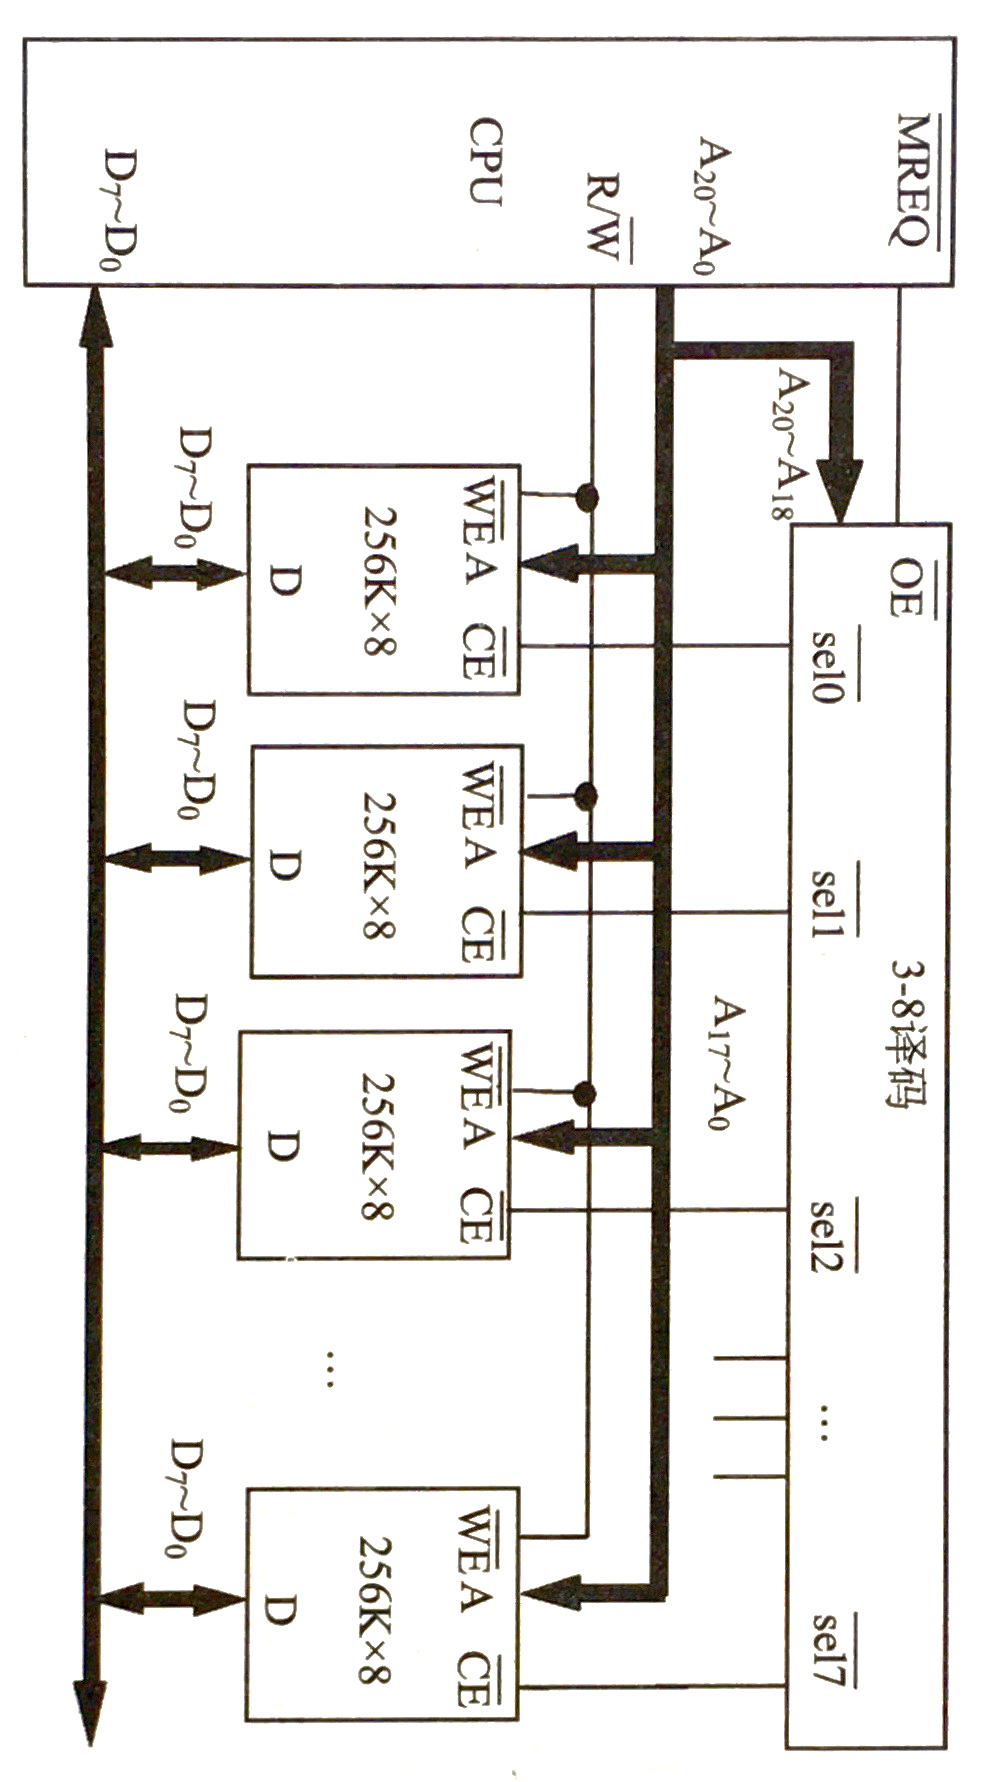 MREQ
A20~A0
R/W
CPU
D7~D0
A20~A18
OE
3-8译码
sel0
sel1
sel2
...
sel7
A17~A0
WE A CE
256K×8
D
D7~D0
WE A CE
256K×8
D
D7~D0
WE A CE
256K×8
D
D7~D0
...
WE A CE
256K×8
D
D7~D0